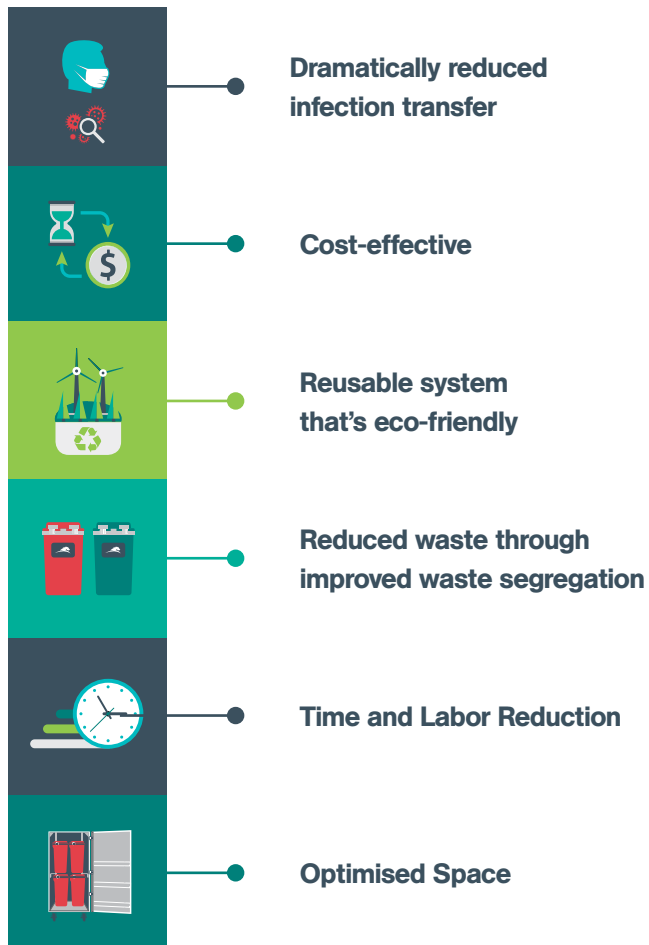 Dramatically reduced
infection transfer
$
Cost-effective
Reusable system
that’s eco-friendly
Reduced waste through
improved waste segregation
Time and Labor Reduction
Optimised Space